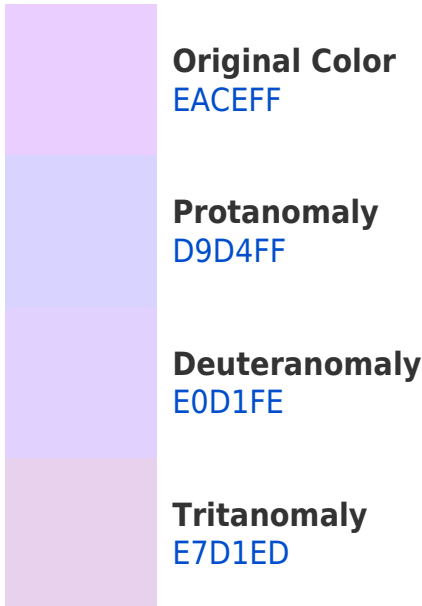 Original Color
EACEFF
Protanomaly
D9D4FF
Deuteranomaly
E0D1FE
Tritanomaly
E7D1ED